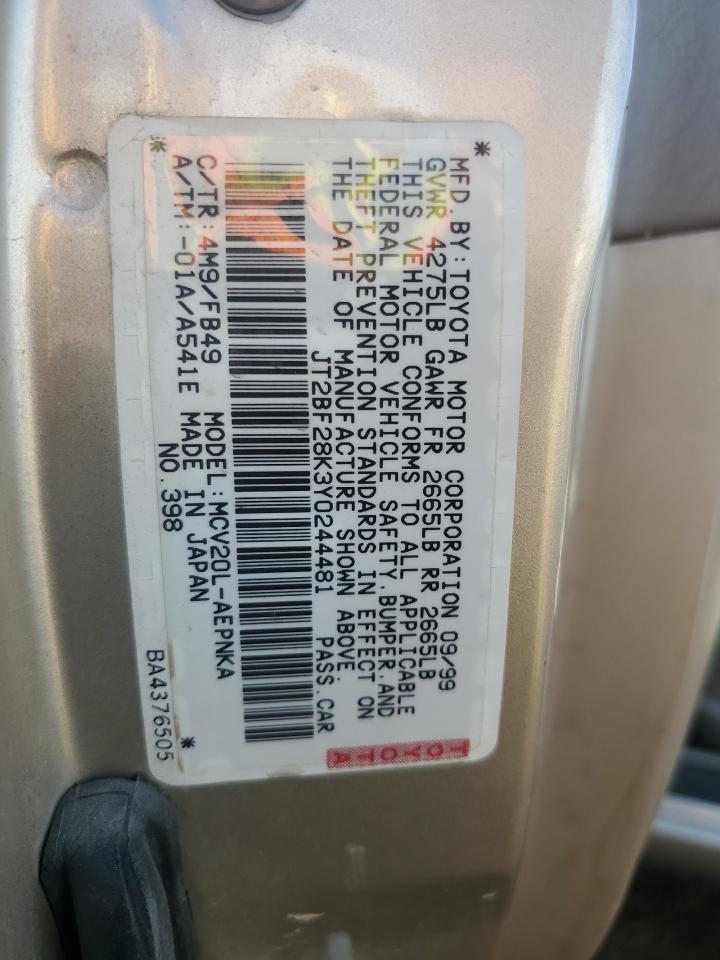 MFD.BY:TOYOTA MOTOR CORPORATION 09/99
GVWR 4275LB GAWR FR 2665LB RR 2665LB
THIS VEHICLE CONFORMS TO ALL APPLICABLE
FEDERAL MOTOR VEHICLE SAFETY,BUMPER,AND
THEFT PREVENTION STANDARDS IN EFFECT ON
THE DATE OF MANUFACTURE SHOWN ABOVE.
JT2BF28K3Y0244481 PASS.CAR
TOYOTA
C/TR:4M9/FB49 MODEL:MCV20L-AEPNKA
A/TM:-01A/A541E MADE IN JAPAN
NO.398
BA4376505